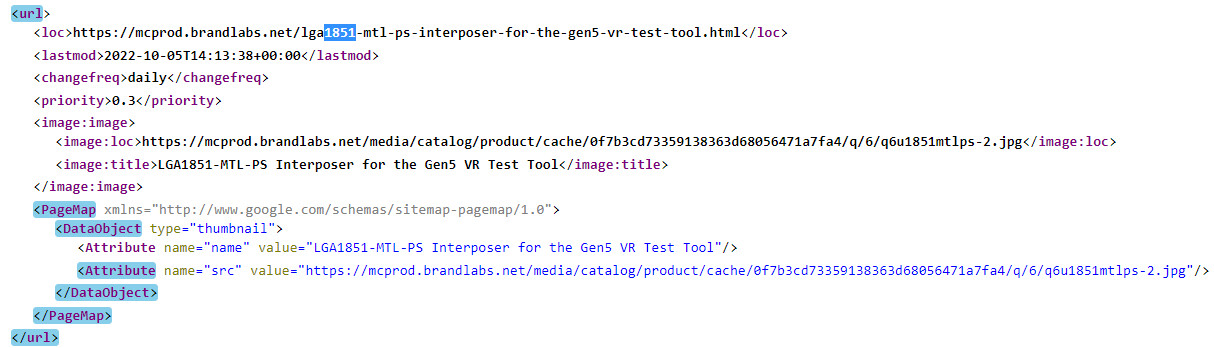 <url>
<loc>https://mcprod.brandlabs.net/lga1851-mtl-ps-interposer-for-the-gen5-vr-test-tool.html</loc>
<lastmod>2022-10-05T14:13:38+00:00</lastmod>
<changefreq>daily</changefreq>
<priority>0.3</priority>
<image:image>
<image:loc>https://mcprod.brandlabs.net/media/catalog/product/cache/0f7b3cd73359138363d68056471a7fa4/q/6/q6u1851mtlps-2.jpg</image:loc>
<image:title>LGA1851-MTL-PS Interposer for the Gen5 VR Test Tool</image:title>
</image:image>
<PageMap xmlns="http://www.google.com/schemas/sitemap-pagemap/1.0">
<DataObject type="thumbnail">
<Attribute name="name" value="LGA1851-MTL-PS Interposer for the Gen5 VR Test Tool"/>
<Attribute name="src" value="https://mcprod.brandlabs.net/media/catalog/product/cache/0f7b3cd73359138363d68056471a7fa4/q/6/q6u1851mtlps-2.jpg"/>
</DataObject>
</PageMap>
</url>